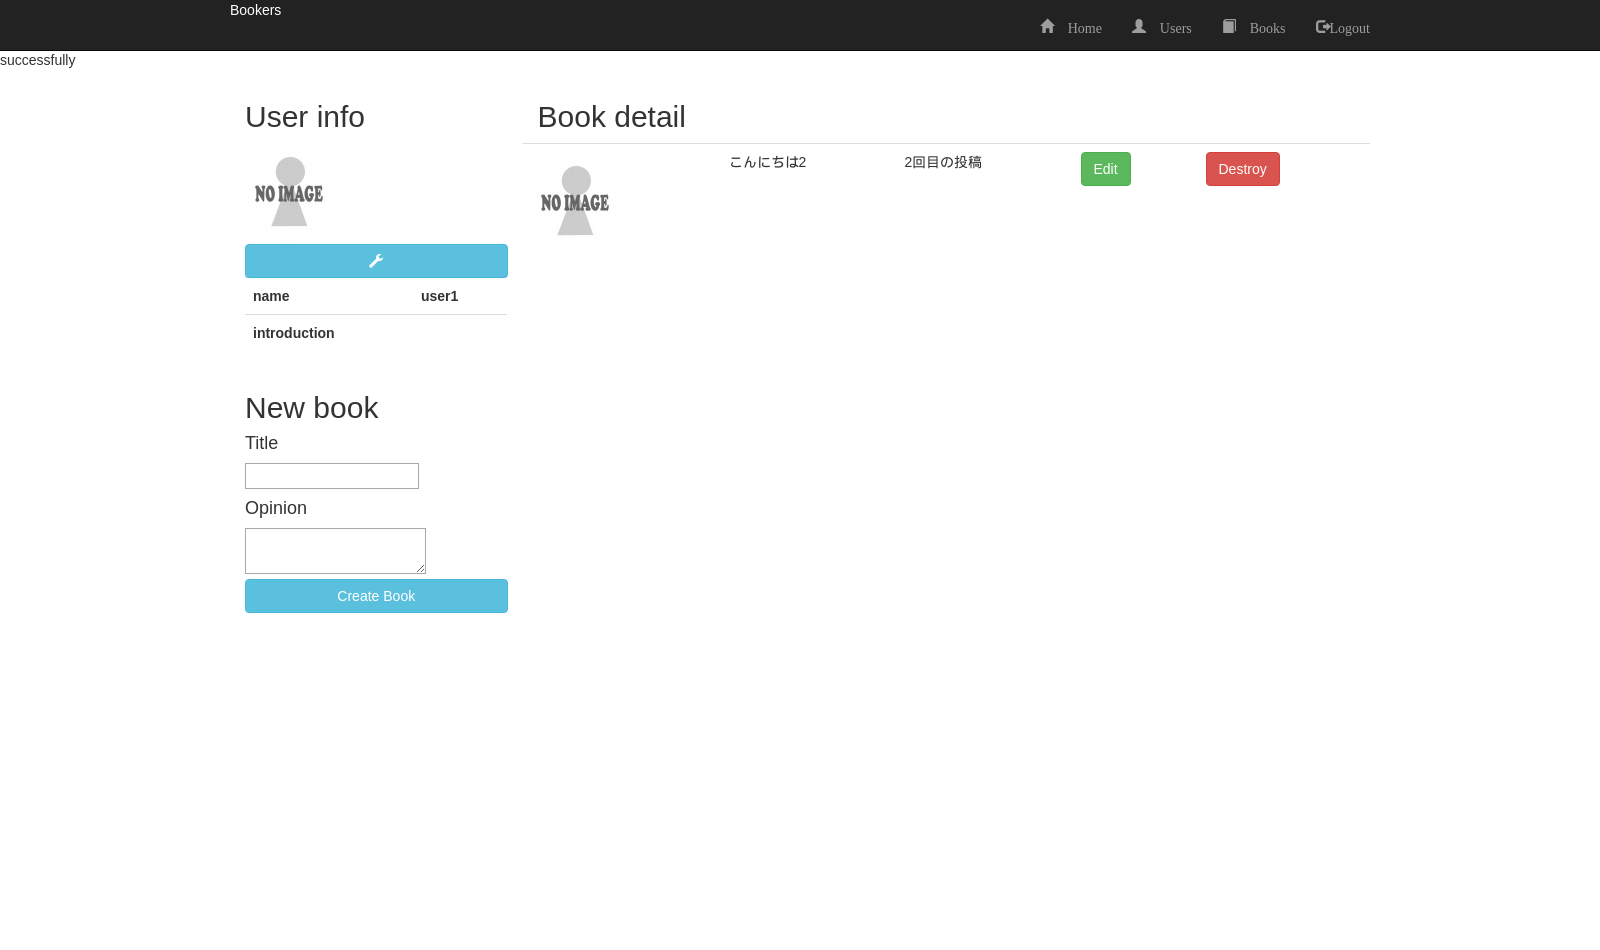 Bookers
Home Users Books Logout
successfully
User info
NO IMAGE
name user1
introduction
New book
Title
Opinion
Create Book
Book detail
NO IMAGE
こんにちは2 2回目の投稿 Edit Destroy